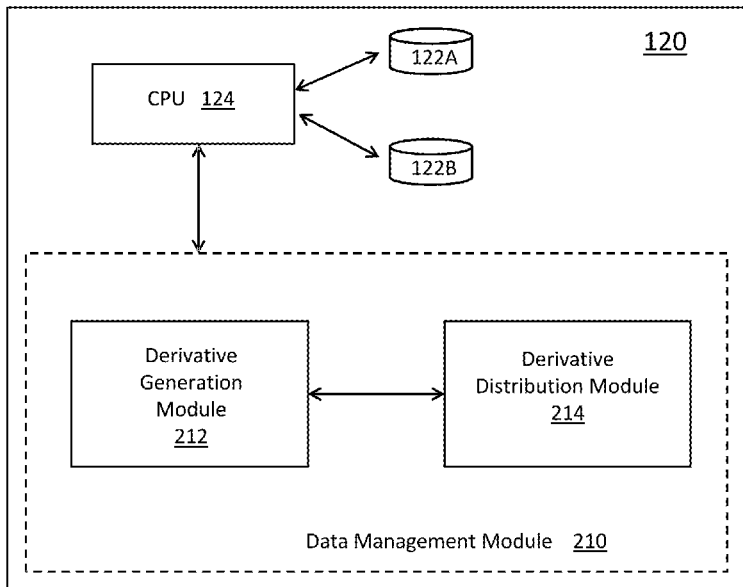 120
CPU 124
122A
122B
Derivative
Generation
Module
212
Derivative
Distribution Module
214
Data Management Module 210